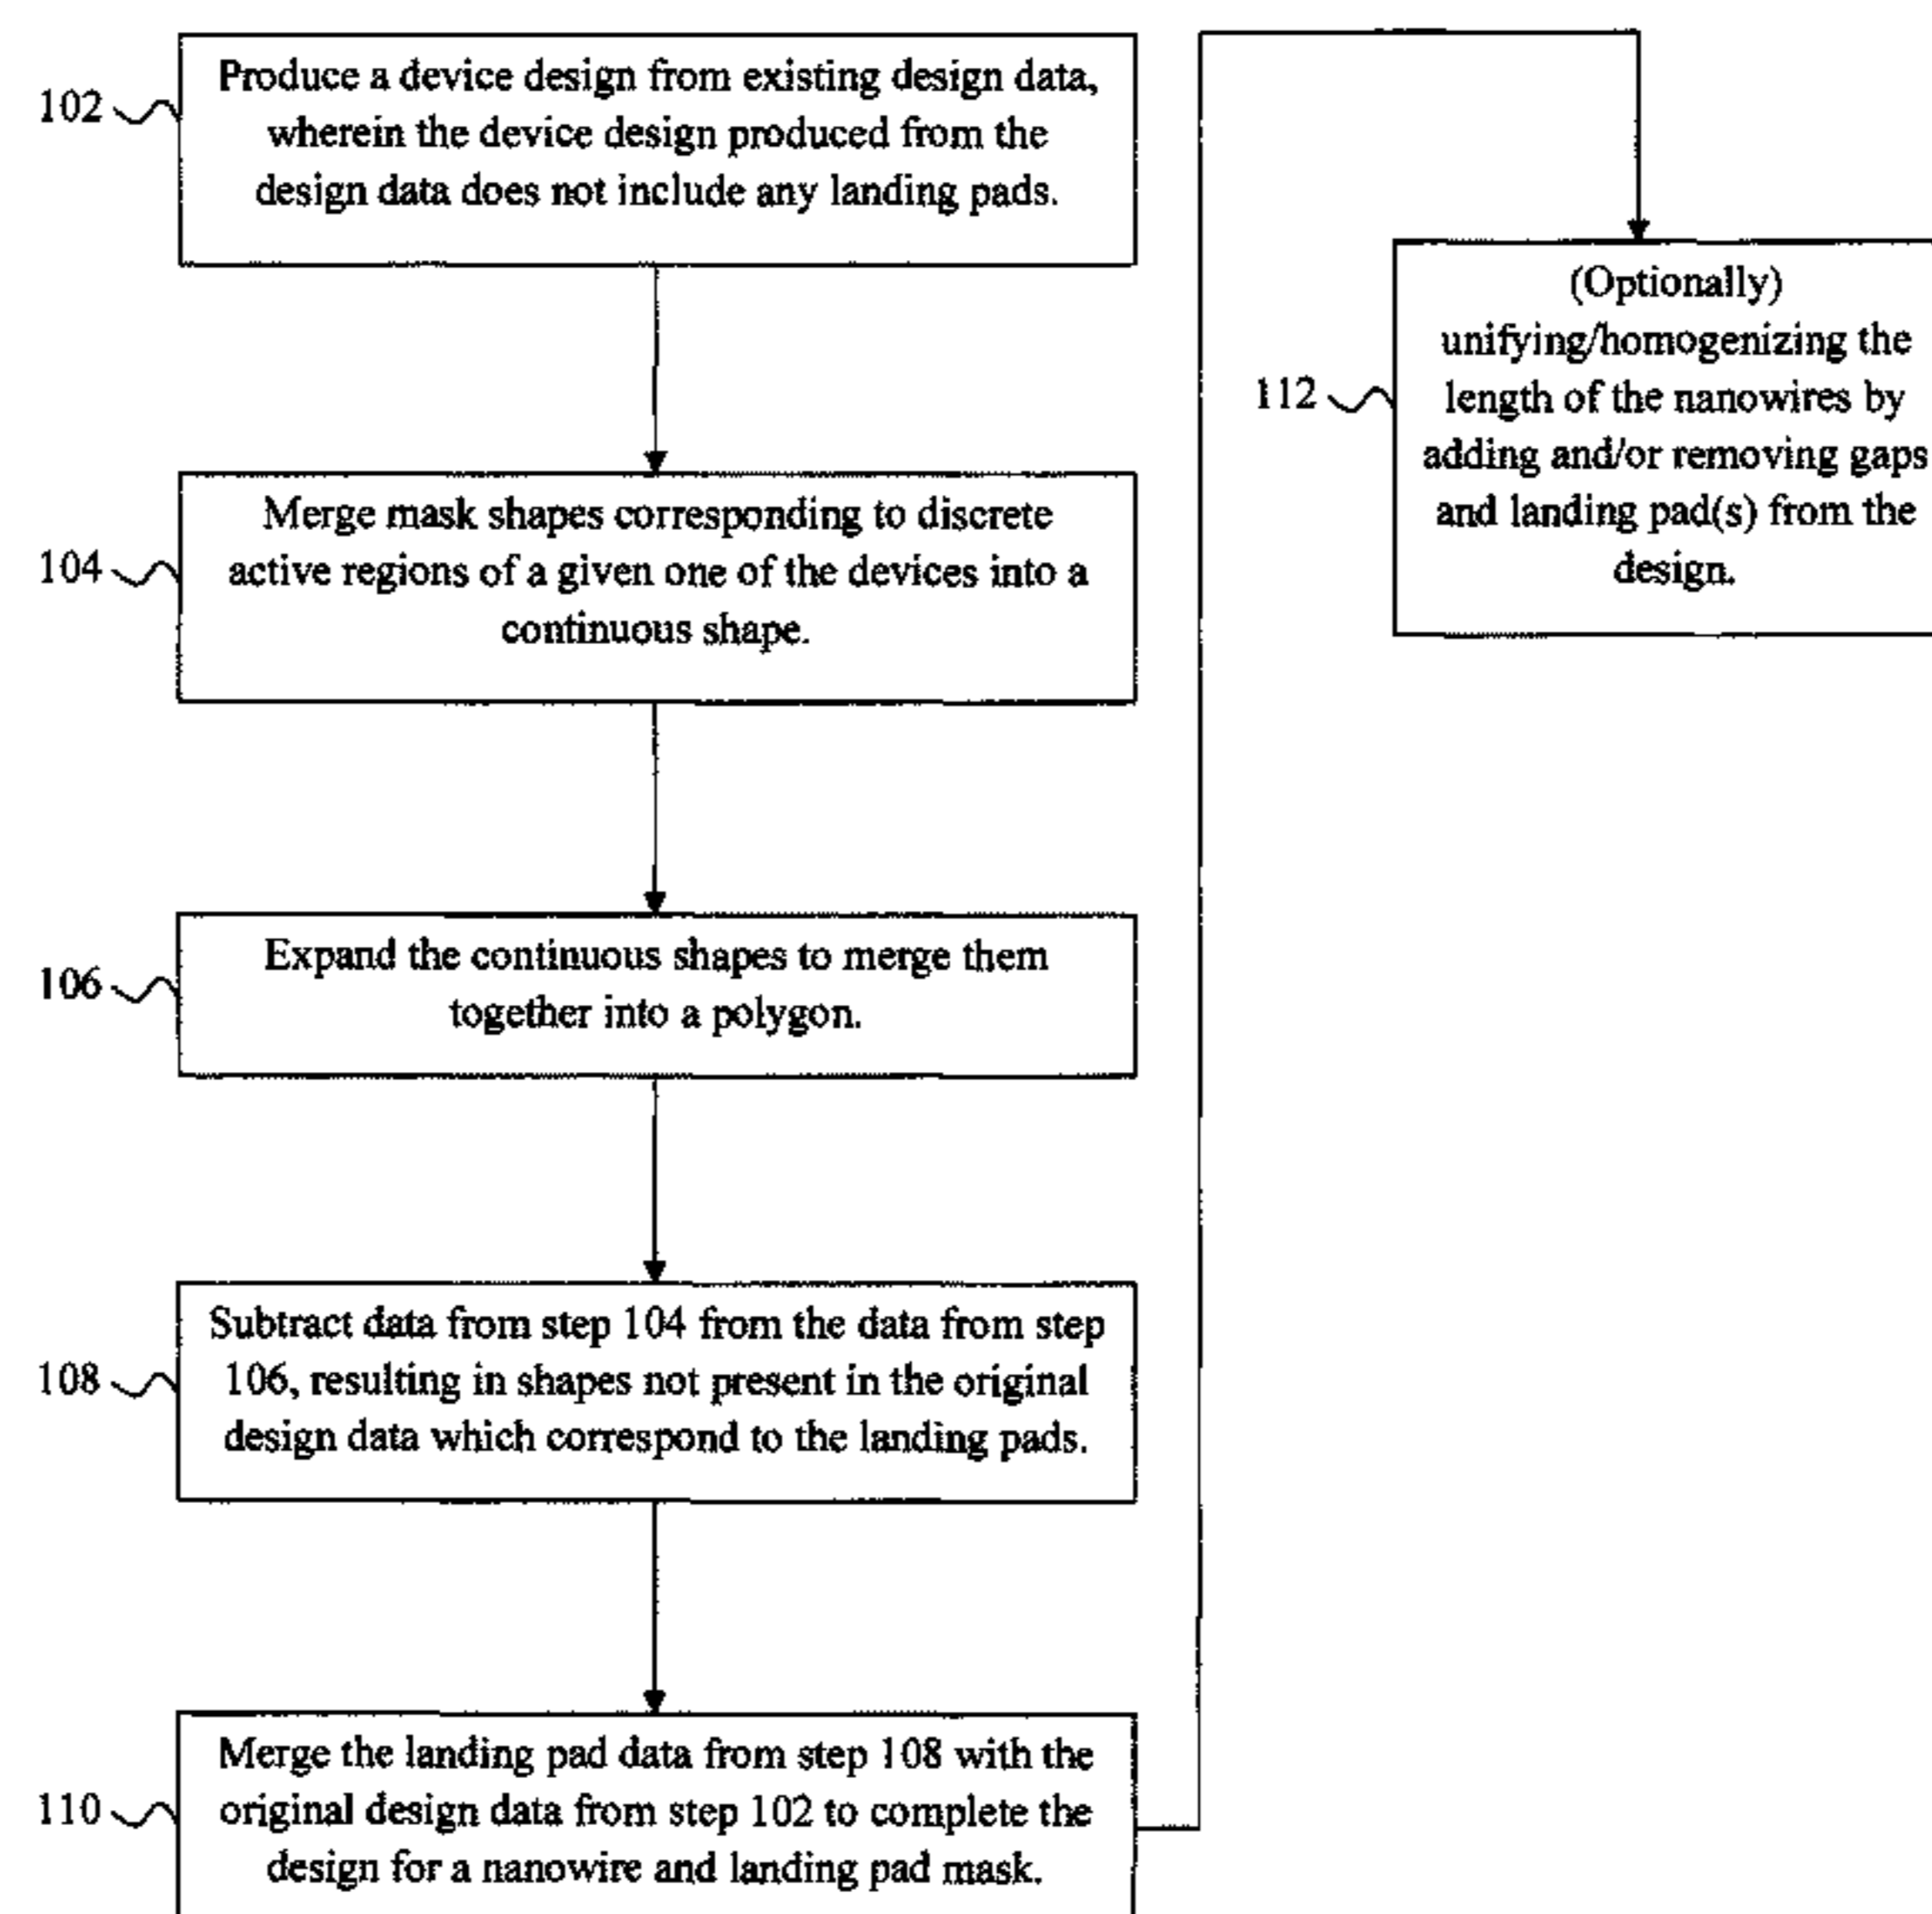 102
Produce a device design from existing design data,
wherein the device design produced from the
design data does not include any landing pads.
104
Merge mask shapes corresponding to discrete
active regions of a given one of the devices into a
continuous shape.
106
Expand the continuous shapes to merge them
together into a polygon.
108
Subtract data from step 104 from the data from step
106, resulting in shapes not present in the original
design data which correspond to the landing pads.
110
Merge the landing pad data from step 108 with the
original design data from step 102 to complete the
design for a nanowire and landing pad mask.
112
(Optionally)
unifying/homogenizing the
length of the nanowires by
adding and/or removing gaps
and landing pad(s) from the
design.